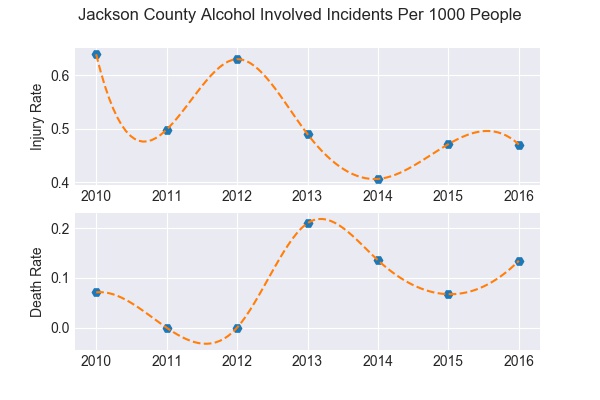 Jackson County Alcohol Involved Incidents Per 1000 People
Injury Rate
0.6
0.5
0.4
2010 2011 2012 2013 2014 2015 2016
Death Rate
0.2
0.1
0.0
2010 2011 2012 2013 2014 2015 2016